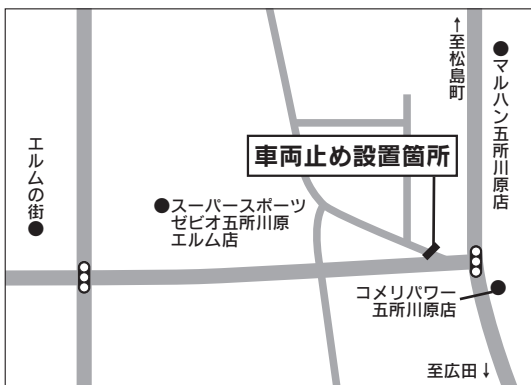 ↑至松島町
マルハン五所川原店
エルムの街
車両止め設置箇所
スーパースポーツ
ゼビオ五所川原
エルム店
コメリパワー
五所川原店
至広田↓